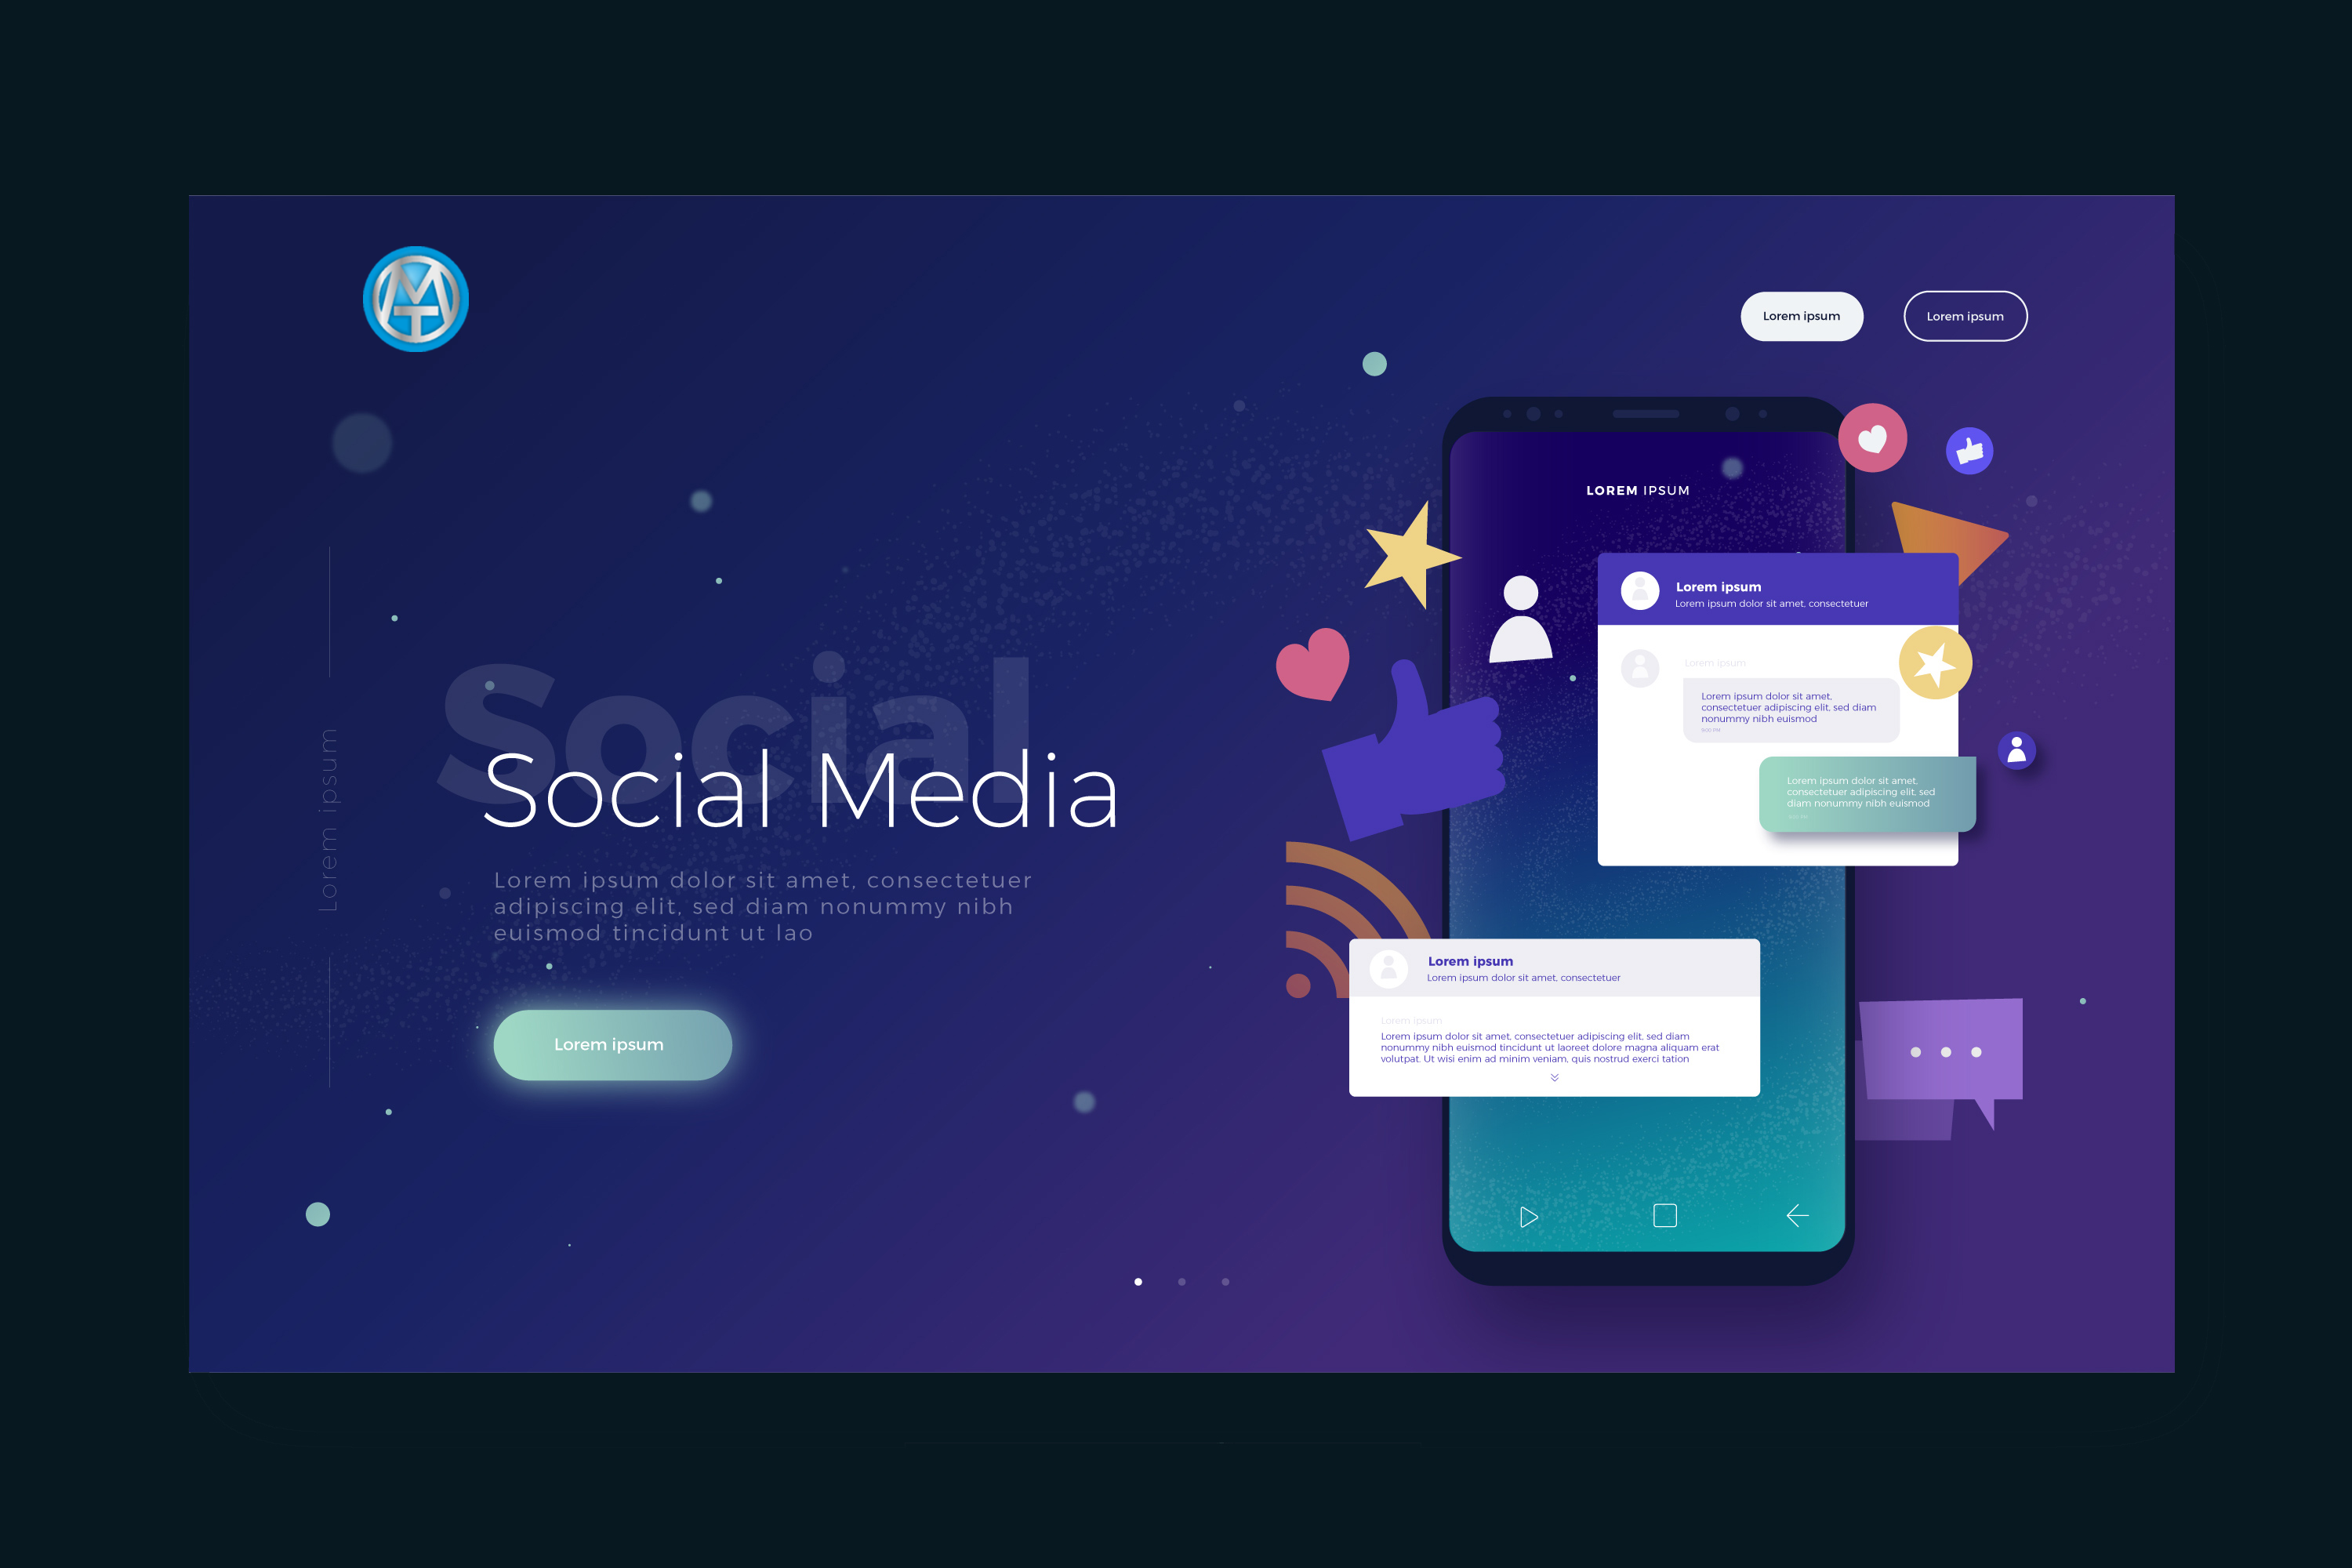 MT
Lorem ipsum
Lorem ipsum
LOREM IPSUM
Lorem ipsum
Lorem ipsum dolor sit amet, consectetuer
Lorem ipsum
Lorem ipsum dolor sit amet,
consectetuer adipiscing elit, sed diam
nonummy nibh euismod
Lorem ipsum dolor sit amet,
consectetuer adipiscing elit, sed
diam nonummy nibh euismod
Lorem ipsum
Social
Social Media
Lorem ipsum dolor sit amet, consectetuer
adipiscing elit, sed diam nonummy nibh
euismod tincidunt ut lao
Lorem ipsum
Lorem ipsum
Lorem ipsum dolor sit amet, consectetuer
Lorem ipsum
Lorem ipsum dolor sit amet, consectetuer adipiscing elit, sed diam
nonummy nibh euismod tincidunt ut laoreet dolore magna aliquam erat
volutpat. Ut wisi enim ad minim veniam, quis nostrud exerci tation